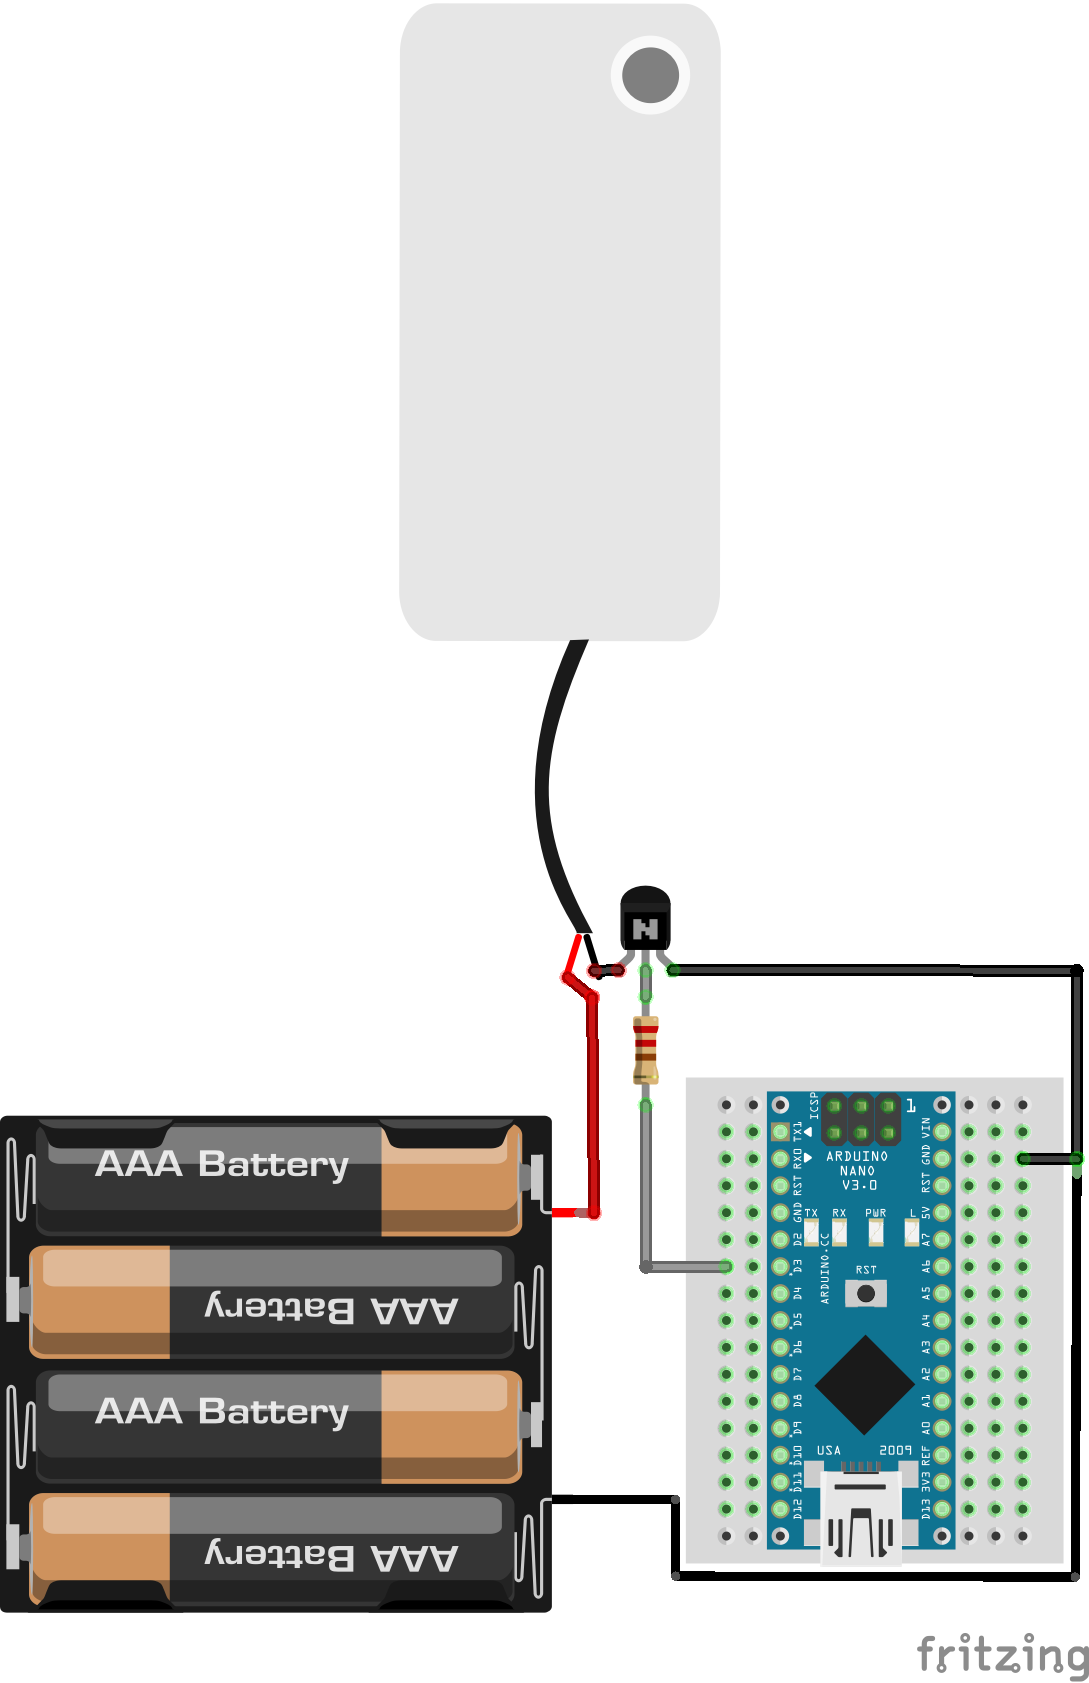 N
ICSP
1
TX1
RX0
RST
GND
D2
D3
D4
D5
D6
D7
D8
D9
D10
D11
D12
VIN
GND
RST
5V
A7
A6
A5
A4
A3
A2
A1
A0
REF
3V3
D13
ARDUINO
NANO
V3.0
TX RX PWR L
ARDUINO.CC
RST
USA 2009
AAA Battery
AAA Battery
AAA Battery
AAA Battery
fritzing